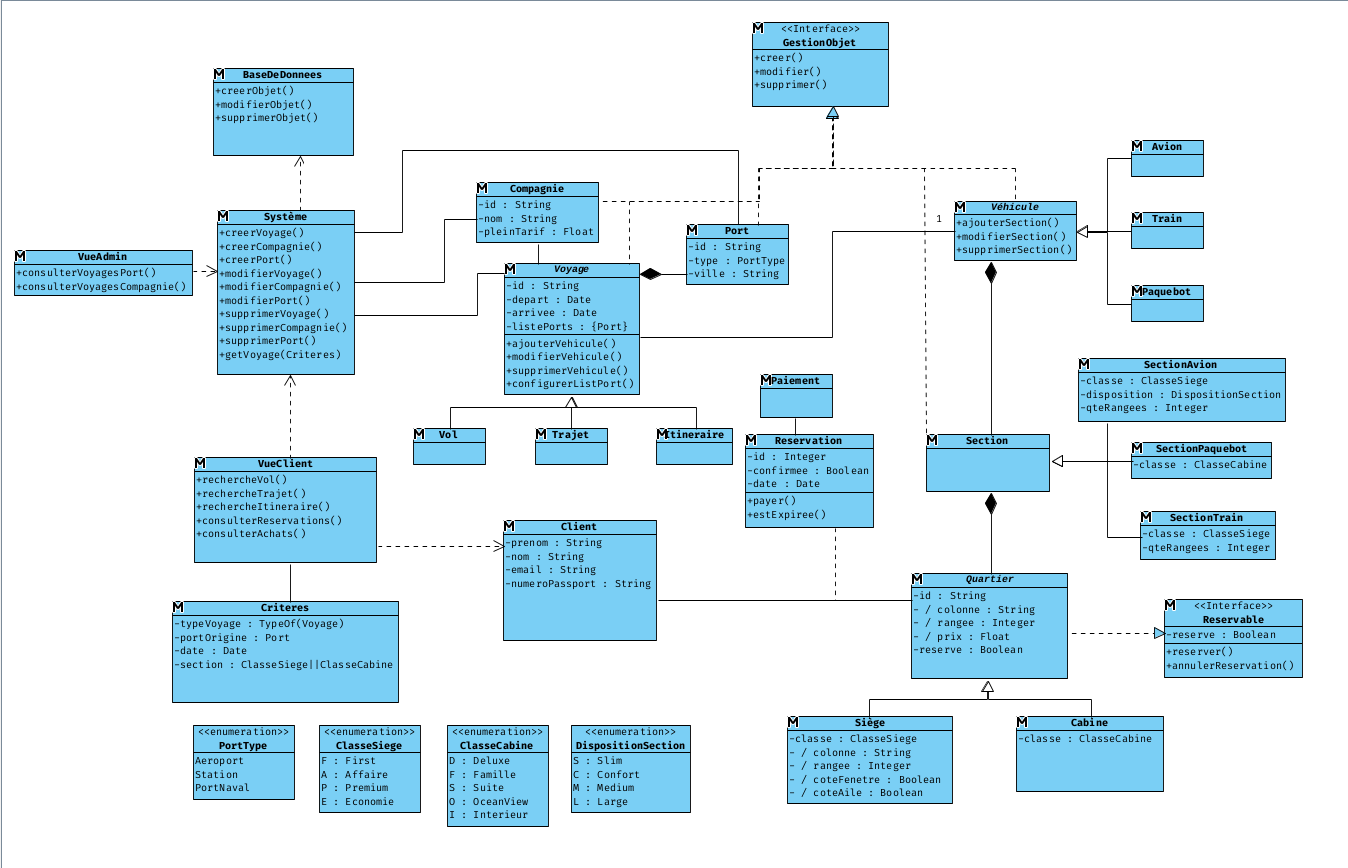 <<Interface>>
GestionObjet
+creer()
+modifier()
+supprimer()
BaseDeDonnees
+creerObjet()
+modifierObjet()
+supprimerObjet()
Avion
Train
Paquebot
Compagnie
-id : String
-nom : String
-pleinTarif : Float
Véhicule
+ajouterSection()
+modifierSection()
+supprimerSection()
1
Système
+creerVoyage()
+creerCompagnie()
+creerPort()
+modifierVoyage()
+modifierCompagnie()
+modifierPort()
+supprimerVoyage()
+supprimerCompagnie()
+supprimerPort()
+getVoyage(Criteres)
Port
-id : String
-type : PortType
-ville : String
VueAdmin
+consulterVoyagesPort()
+consulterVoyagesCompagnie()
Voyage
-id : String
-depart : Date
-arrivee : Date
-listePorts : {Port}
+ajouterVehicule()
+modifierVehicule()
+supprimerVehicule()
+configurerListPort()
SectionAvion
-classe : ClasseSiege
-disposition : DispositionSection
-qteRangees : Integer
Paiement
Vol
Trajet
Itineraire
Reservation
-id : Integer
-confirmee : Boolean
-date : Date
+payer()
+estExpiree()
Section
SectionPaquebot
-classe : ClasseCabine
SectionTrain
-classe : ClasseSiege
-qteRangees : Integer
VueClient
+rechercheVol()
+rechercheTrajet()
+rechercheItineraire()
+consulterReservations()
+consulterAchats()
Client
-prenom : String
-nom : String
-email : String
-numeroPassport : String
Quartier
-id : String
- / colonne : String
- / rangee : Integer
- / prix : Float
-reserve : Boolean
<<Interface>>
Reservable
-reserve : Boolean
+reserver()
+annulerReservation()
Criteres
-typeVoyage : TypeOf(Voyage)
-portOrigine : Port
-date : Date
-section : ClasseSiege||ClasseCabine
Siège
-classe : ClasseSiege
- / colonne : String
- / rangee : Integer
- / coteFenetre : Boolean
- / coteAile : Boolean
Cabine
-classe : ClasseCabine
<<enumeration>>
PortType
Aeroport
Station
PortNaval
<<enumeration>>
ClasseSiege
F : First
A : Affaire
P : Premium
E : Economie
<<enumeration>>
ClasseCabine
D : Deluxe
F : Famille
S : Suite
O : OceanView
I : Interieur
<<enumeration>>
DispositionSection
S : Slim
C : Confort
M : Medium
L : Large